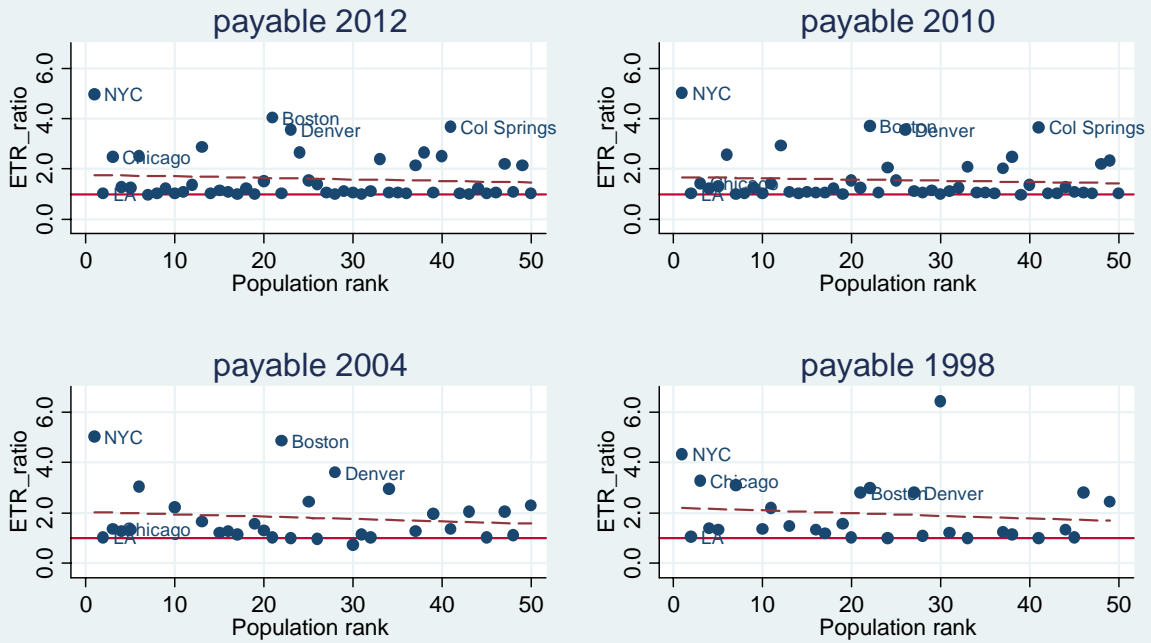 payable 2012
ETR_ratio
6.0
4.0
2.0
0.0
NYC
Boston
Denver
Col Springs
Chicago
LA
0 10 20 30 40 50
Population rank
payable 2010
ETR_ratio
6.0
4.0
2.0
0.0
NYC
Boston
Denver
Col Springs
Chicago
LA
0 10 20 30 40 50
Population rank
payable 2004
ETR_ratio
6.0
4.0
2.0
0.0
NYC
Boston
Denver
Chicago
LA
0 10 20 30 40 50
Population rank
payable 1998
ETR_ratio
6.0
4.0
2.0
0.0
NYC
Chicago
Boston
Denver
LA
0 10 20 30 40 50
Population rank